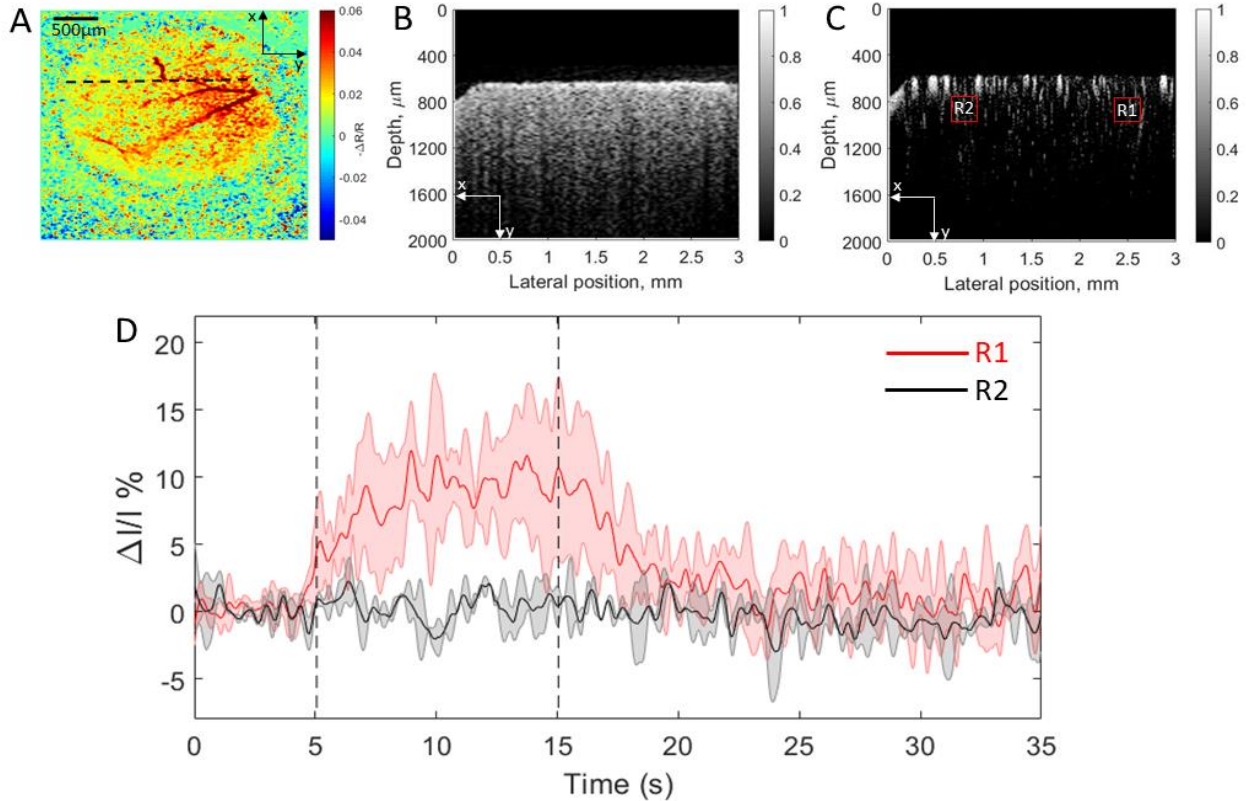 A
500μm
x
y
0.06
0.04
0.02
0
-0.02
-0.04
-ΔR/R
B
0
400
800
1200
1600
2000
Depth, μm
x
y
0
0.5
1
1.5
2
2.5
3
Lateral position, mm
1
0.8
0.6
0.4
0.2
0
C
0
400
800
1200
1600
2000
Depth, μm
R2
R1
x
y
0
0.5
1
1.5
2
2.5
3
Lateral position, mm
1
0.8
0.6
0.4
0.2
0
D
20
15
10
5
0
-5
ΔI/I %
R1
R2
0
5
10
15
20
25
30
35
Time (s)